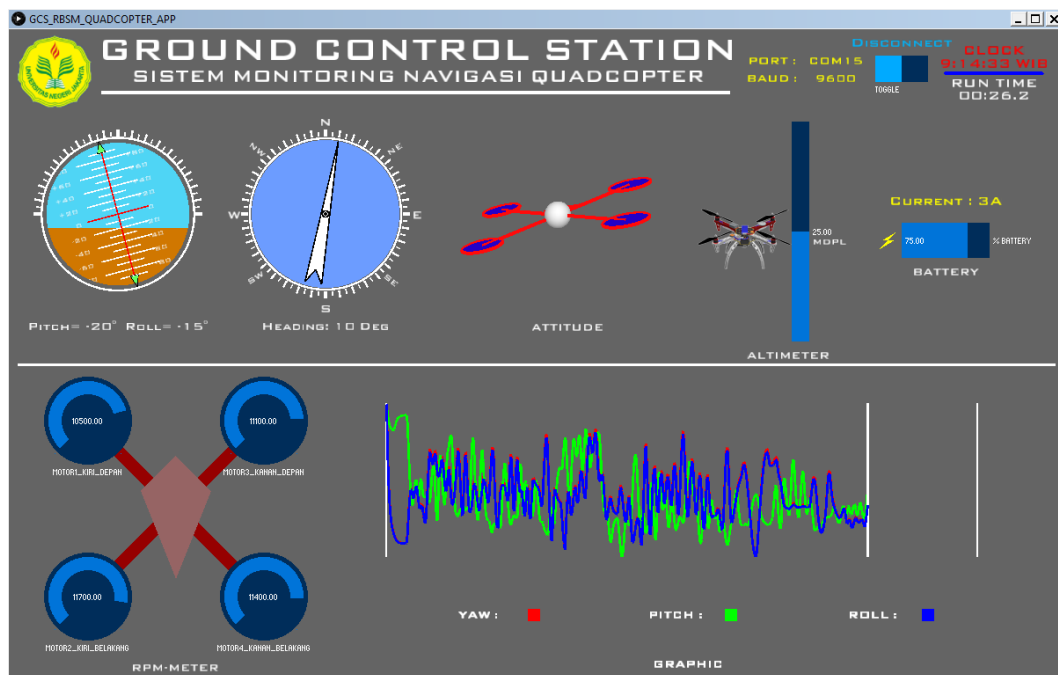 GCS_RBSM_QUADCOPTER_APP
GROUND CONTROL STATION
SISTEM MONITORING NAVIGASI QUADCOPTER
UNIVERSITAS NEGERI JAKARTA
PORT : COM15
BAUD : 9600
DISCONNECT
TOGGLE
CLOCK
9:14:33 WIB
RUN TIME
00:26.2
N
NE
E
SE
S
SW
W
NW
PITCH= -20° ROLL= -15°
HEADING: 10 DEG
ATTITUDE
25.00
MDPL
ALTIMETER
CURRENT : 3A
75.00
% BATTERY
BATTERY
10500.00
MOTOR1_KIRI_DEPAN
11100.00
MOTOR3_KANAN_DEPAN
11700.00
MOTOR2_KIRI_BELAKANG
11400.00
MOTOR4_KANAN_BELAKANG
RPM-METER
YAW : PITCH : ROLL :
GRAPHIC